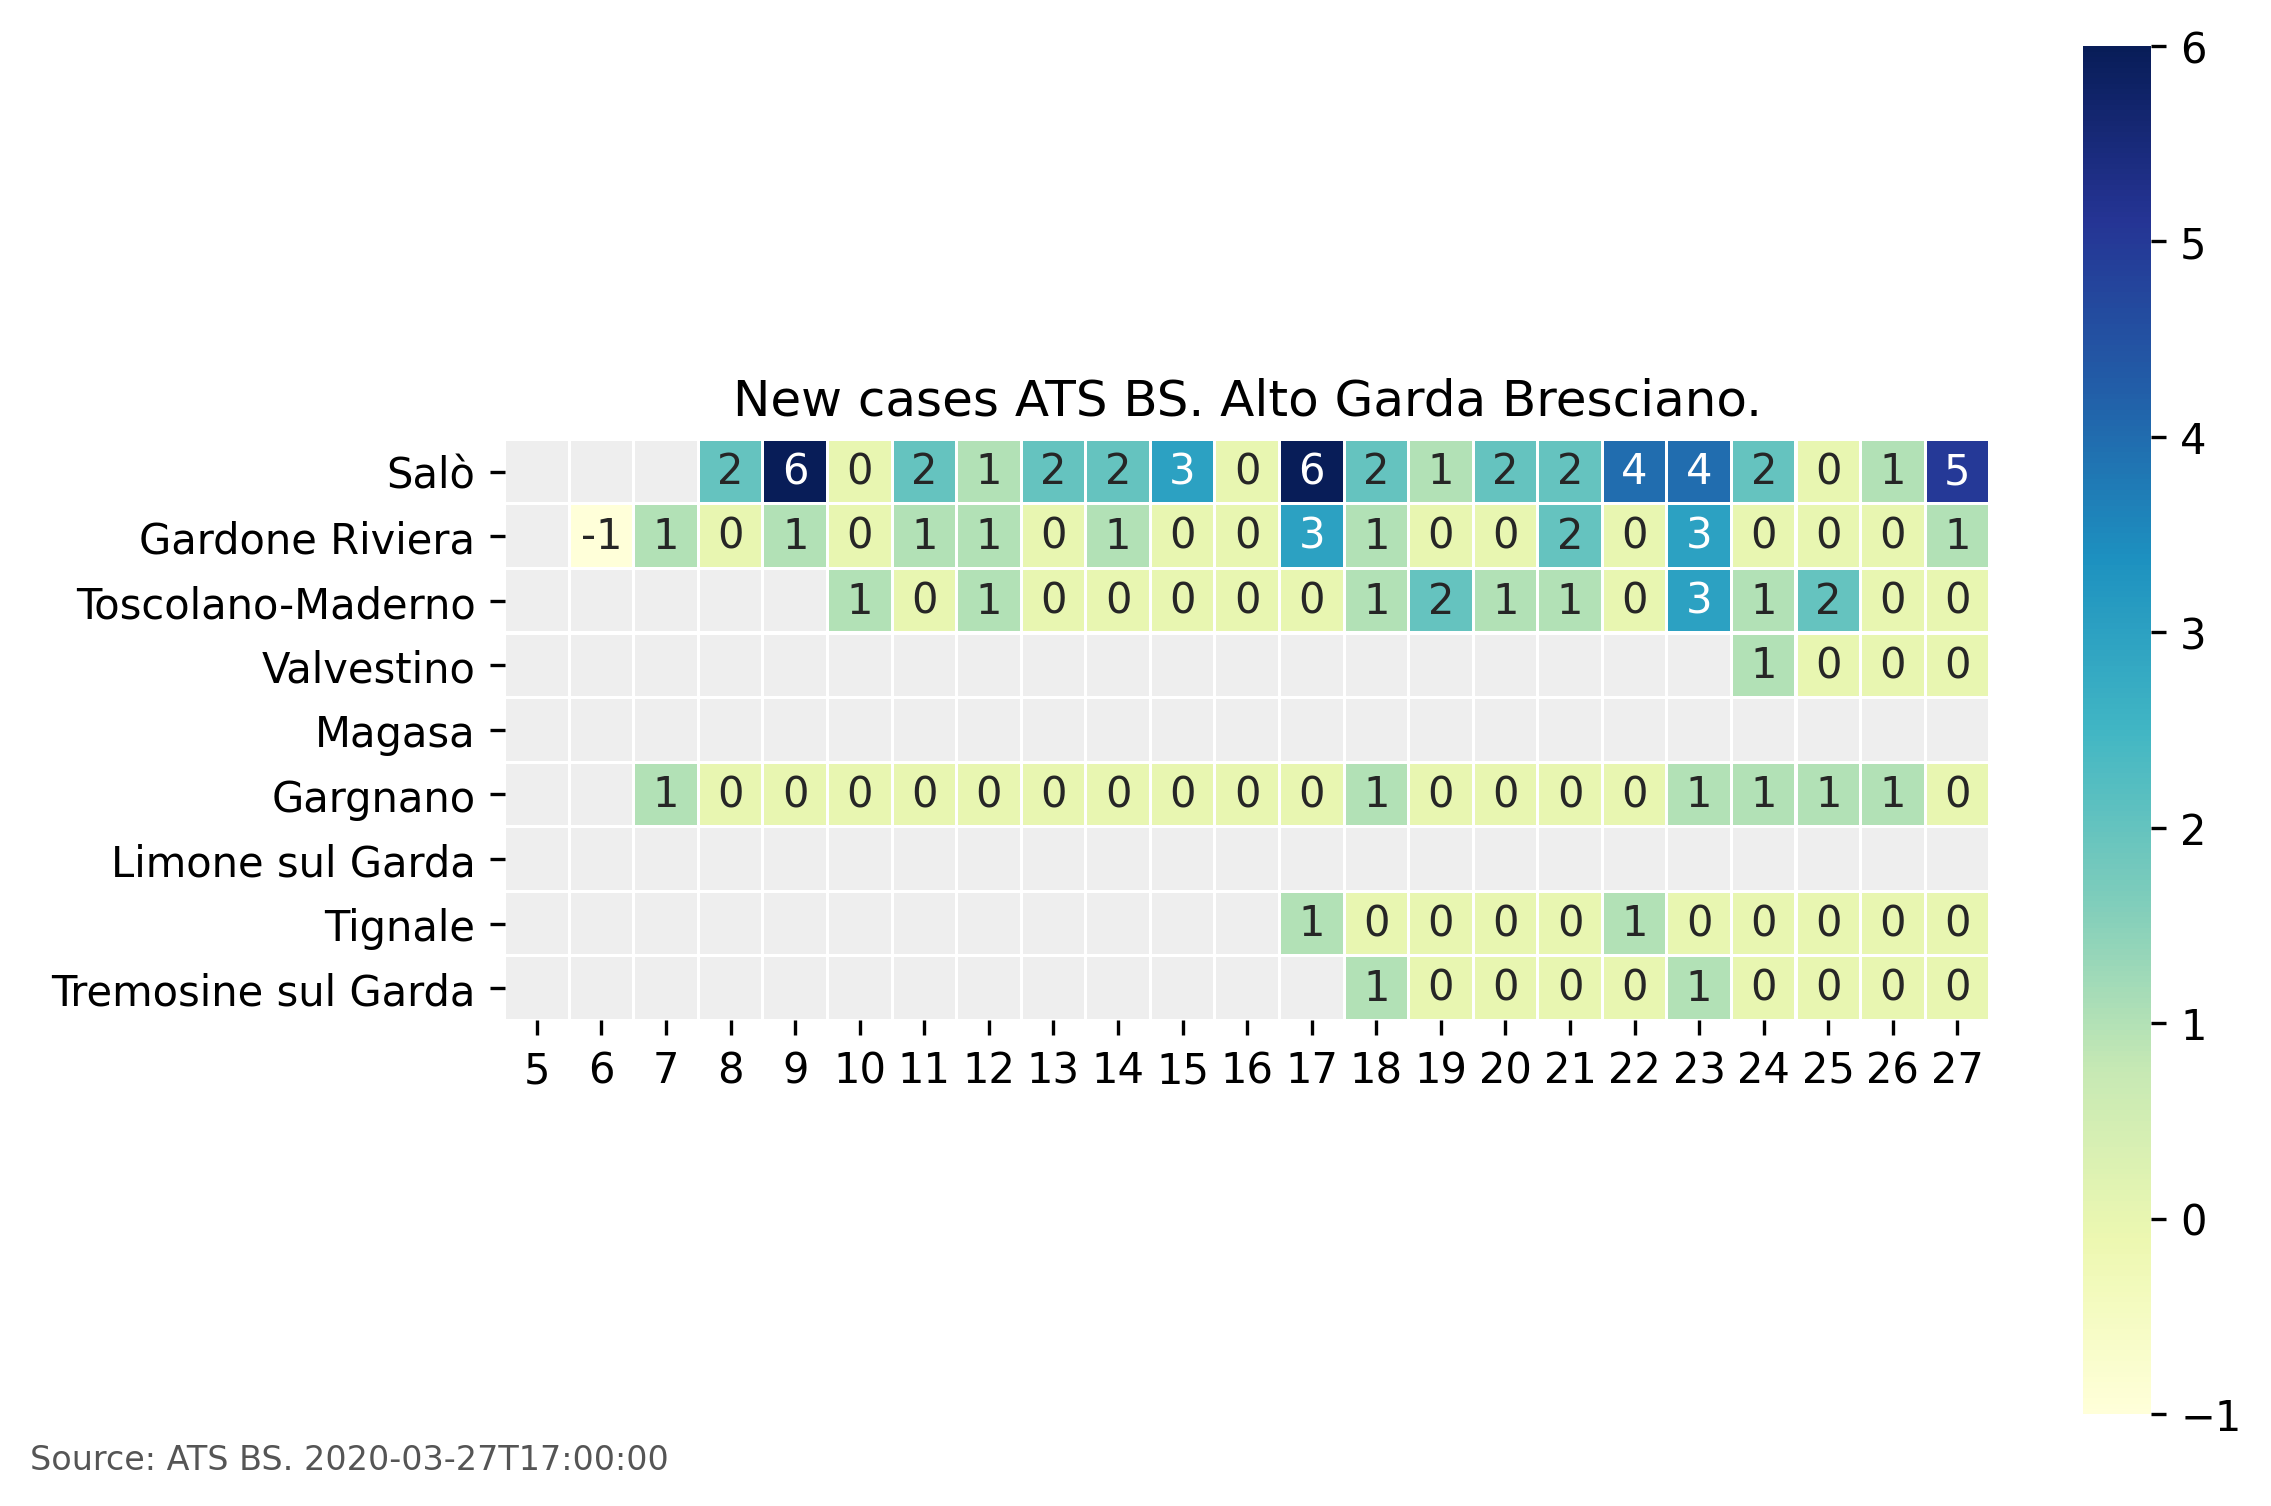 6
5
4
3
2
1
0
−1
New cases ATS BS. Alto Garda Bresciano.
Salò 2 6 0 2 1 2 2 3 0 6 2 1 2 2 4 4 2 0 1 5
Gardone Riviera -1 1 0 1 0 1 1 0 1 0 0 3 1 0 0 2 0 3 0 0 0 1
Toscolano-Maderno 1 0 1 0 0 0 0 0 1 2 1 1 0 3 1 2 0 0
Valvestino 1 0 0 0
Magasa
Gargnano 1 0 0 0 0 0 0 0 0 0 0 1 0 0 0 0 1 1 1 1 0
Limone sul Garda
Tignale 1 0 0 0 0 1 0 0 0 0 0
Tremosine sul Garda 1 0 0 0 0 1 0 0 0 0
5 6 7 8 9 10 11 12 13 14 15 16 17 18 19 20 21 22 23 24 25 26 27
Source: ATS BS. 2020-03-27T17:00:00